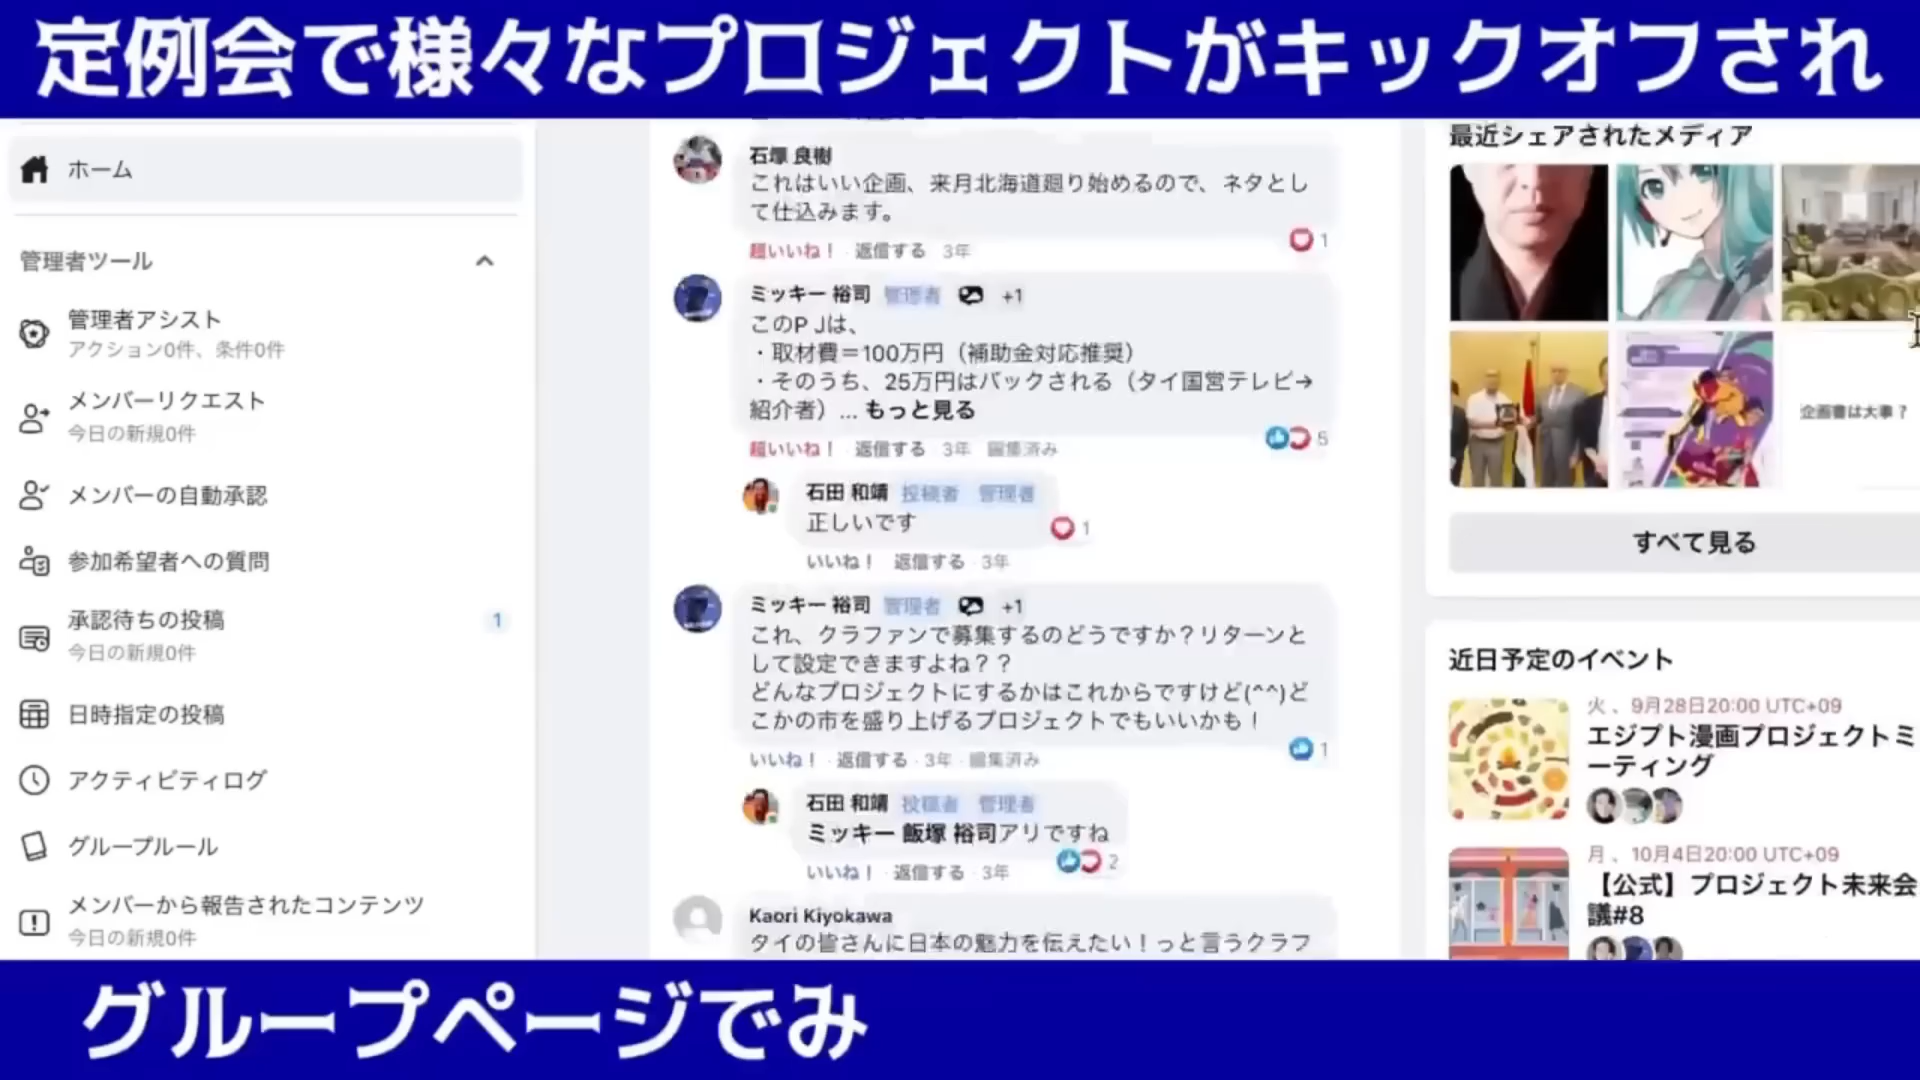 定例会で様々なプロジェクトがキックオフされ
ホーム
管理者ツール
管理者アシスト
アクション0件、条件0件
メンバーリクエスト
今日の新規0件
メンバーの自動承認
参加希望者への質問
承認待ちの投稿
1
今日の新規0件
日時指定の投稿
アクティビティログ
グループルール
メンバーから報告されたコンテンツ
今日の新規0件
石塚 良樹
これはいい企画、来月北海道廻り始めるので、ネタとし
て仕込みます。
1
超いいね！ · 返信する 3年
ミッキー 裕司 管理者 +1
このPJは、
・取材費＝100万円（補助金対応推奨）
・そのうち、25万円はバックされる（タイ国営テレビ→
紹介者）... もっと見る
5
超いいね！ · 返信する · 3年 編集済み
石田 和靖 投稿者 管理者
正しいです
1
いいね！ 返信する · 3年
ミッキー 裕司 管理者 +1
これ、クラファンで募集するのどうですか？リターンと
して設定できますよね？？
どんなプロジェクトにするかはこれからですけど(^^)ど
こかの市を盛り上げるプロジェクトでもいいかも！
1
いいね！ · 返信する · 3年 · 編集済み
石田 和靖 投稿者 管理者
ミッキー 飯塚 裕司アリですね
2
いいね！ · 返信する · 3年
Kaori Kiyokawa
タイの皆さんに日本の魅力を伝えたい！っと言うクラフ
最近シェアされたメディア
企画書は大事？
すべて見る
近日予定のイベント
火、9月28日20:00 UTC+09
エジプト漫画プロジェクトミ
ーティング
月、10月4日20:00 UTC+09
【公式】プロジェクト未来会
議#8
グループページでみ